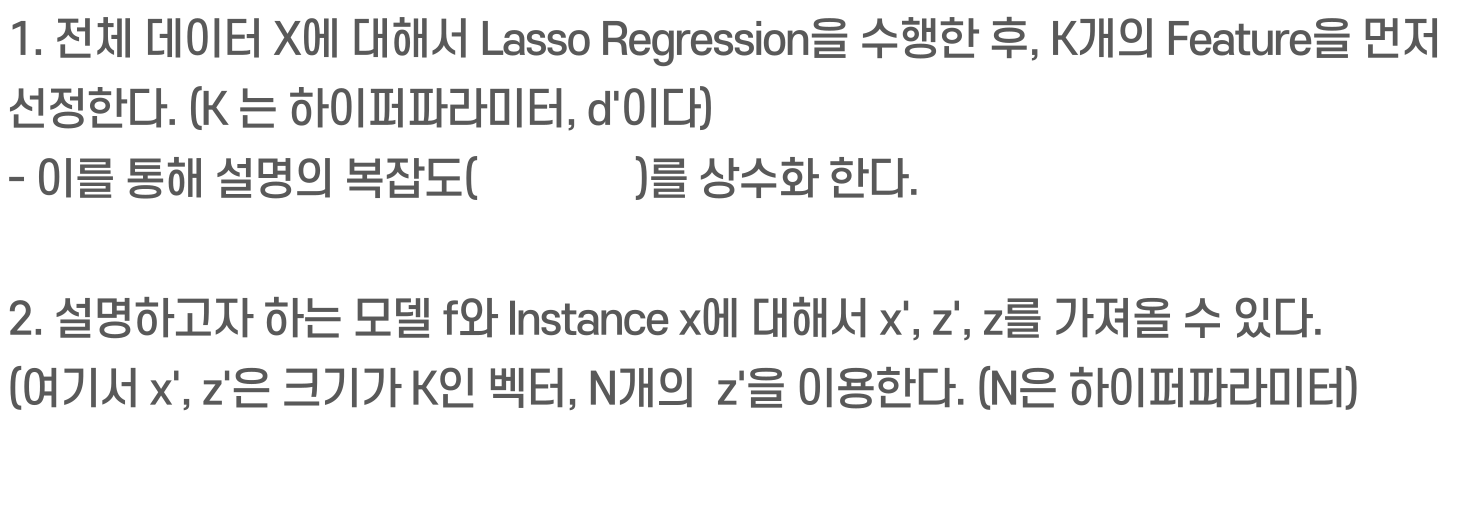 1. 전체 데이터 X에 대해서 Lasso Regression을 수행한 후, K개의 Feature을 먼저
선정한다. (K 는 하이퍼파라미터, d'이다)
- 이를 통해 설명의 복잡도( )를 상수화 한다.
2. 설명하고자 하는 모델 f와 Instance x에 대해서 x', z', z를 가져올 수 있다.
(여기서 x', z'은 크기가 K인 벡터, N개의 z'을 이용한다. (N은 하이퍼파라미터)